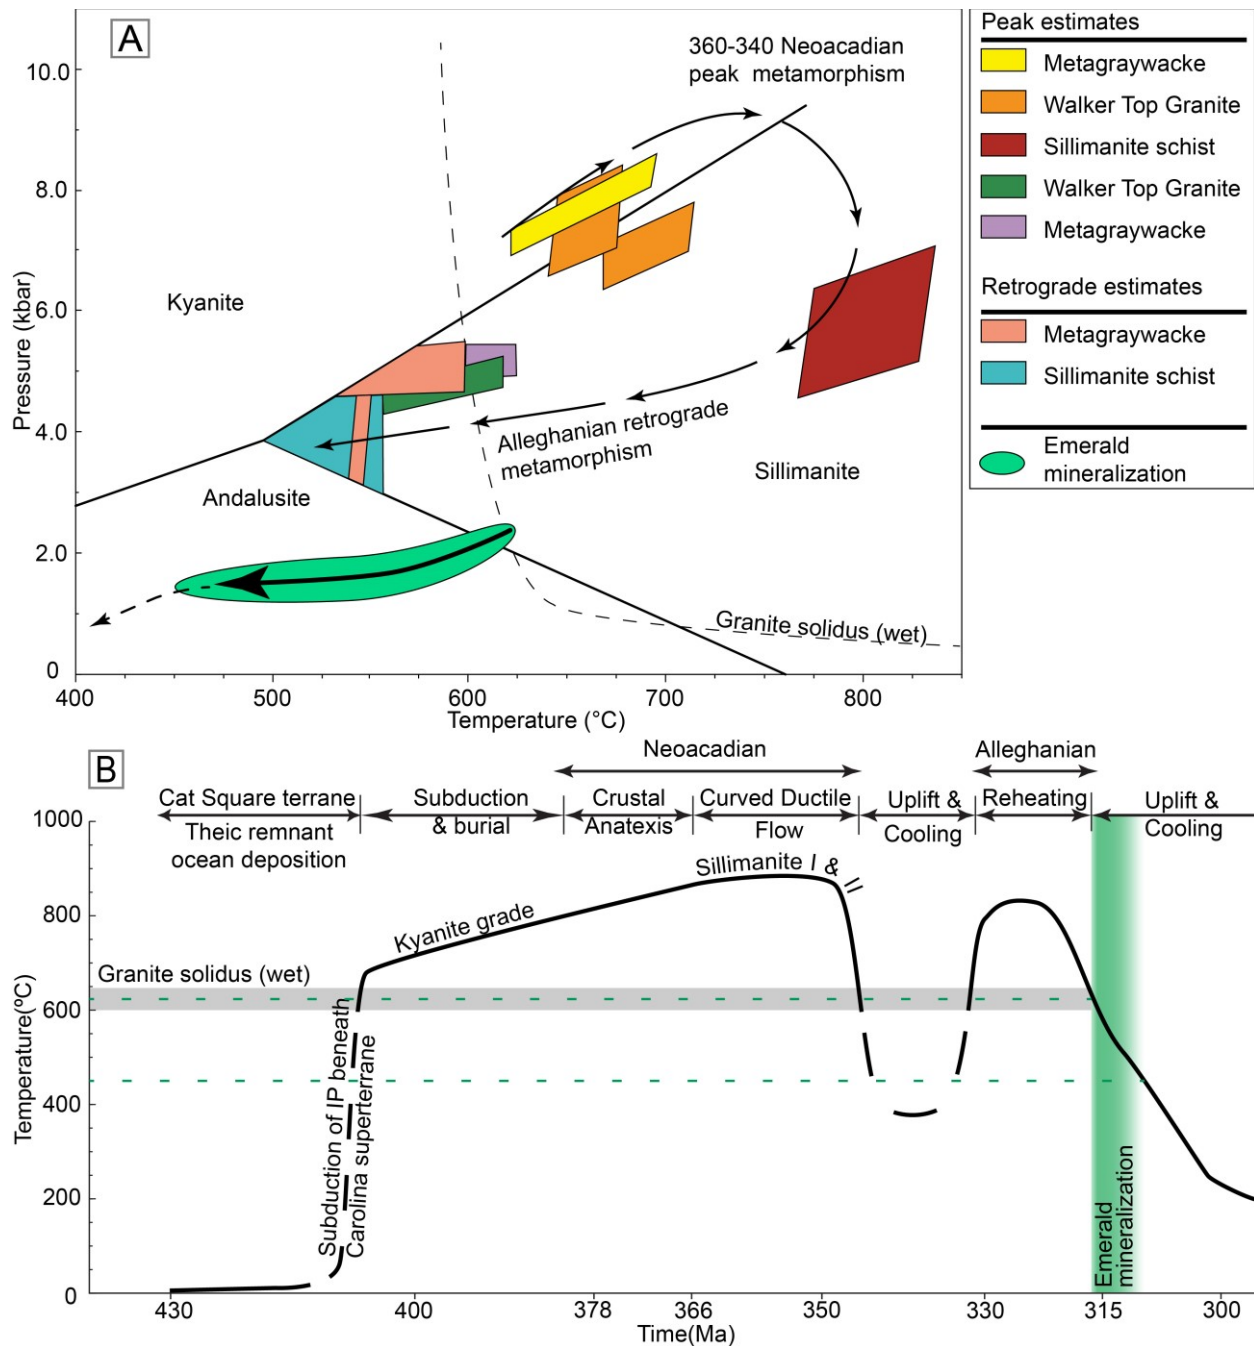 A
360-340 Neoacadian
peak metamorphism
Kyanite
Andalusite
Sillimanite
Alleghanian retrograde
metamorphism
Granite solidus (wet)
Pressure (kbar)
10.0
8.0
6.0
4.0
2.0
0
400
500
600
700
800
Temperature (°C)
Peak estimates
Metagraywacke
Walker Top Granite
Sillimanite schist
Walker Top Granite
Metagraywacke
Retrograde estimates
Metagraywacke
Sillimanite schist
Emerald
mineralization
B
Neoacadian
Alleghanian
Cat Square terrane
Theic remnant
ocean deposition
Subduction
& burial
Crustal
Anatexis
Curved Ductile
Flow
Uplift &
Cooling
Reheating
Uplift &
Cooling
Sillimanite I &
Kyanite grade
Granite solidus (wet)
Subduction of IP beneath
Carolina superterrane
Emerald
mineralization
Temperature(ºC)
1000
800
600
400
200
0
430
400
378
366
350
330
315
300
Time(Ma)